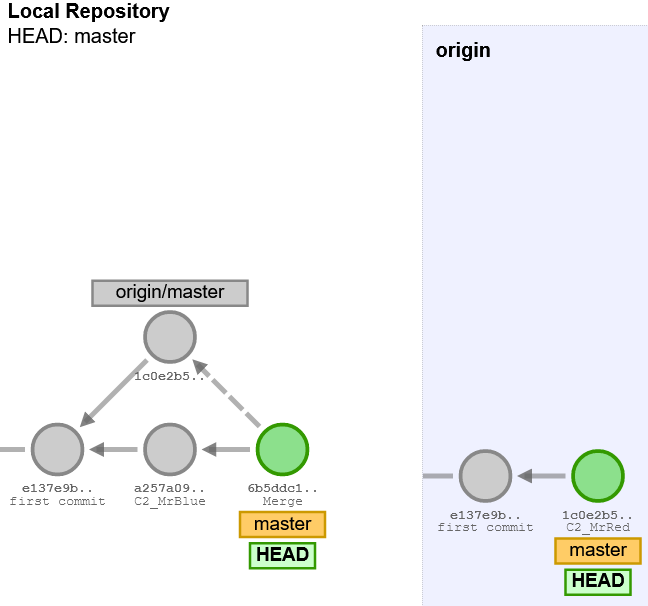 Local Repository
HEAD: master
origin
origin/master
1c0e2b5..
e137e9b..
first commit
a257a09..
C2_MrBlue
6b5ddc1..
Merge
master
HEAD
e137e9b..
first commit
1c0e2b5..
C2_MrRed
master
HEAD